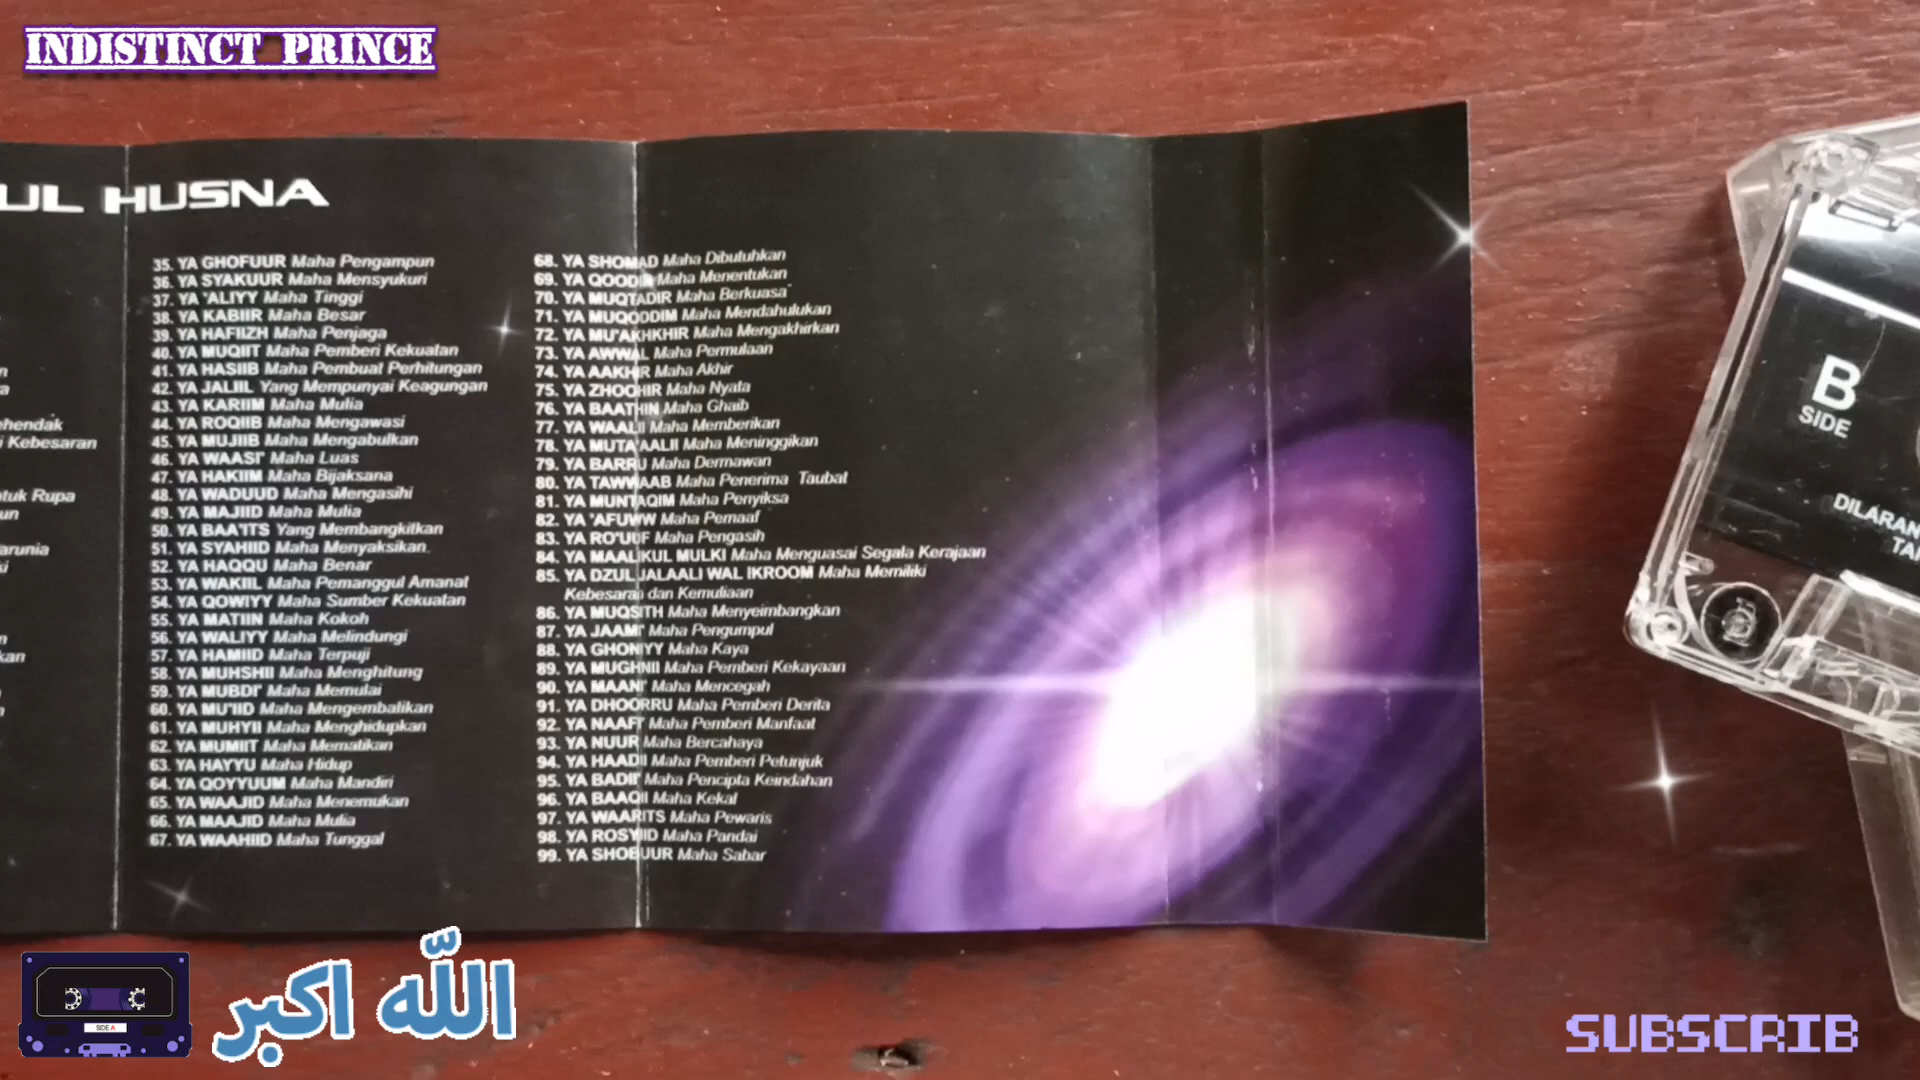 INDISTINCT PRINCE
UL HUSNA
ehendak
i Kebesaran
tuk Rupa
un
arunia
kan
35. YA GHOFUUR Maha Pengampun
36. YA SYAKUUR Maha Mensyukuri
37. YA 'ALIYY Maha Tinggi
38. YA KABIIR Maha Besar
39. YA HAFIIZH Maha Penjaga
40. YA MUQIIT Maha Pemberi Kekuatan
41. YA HASIIB Maha Pembuat Perhitungan
42. YA JALIIL Yang Mempunyai Keagungan
43. YA KARIIM Maha Mulia
44. YA ROQIIB Maha Mengawasi
45. YA MUJIIB Maha Mengabulkan
46. YA WAASI' Maha Luas
47. YA HAKIIM Maha Bijaksana
48. YA WADUUD Maha Mengasihi
49. YA MAJIID Maha Mulia
50. YA BAA'ITS Yang Membangkitkan
51. YA SYAHIID Maha Menyaksikan
52. YA HAQQU Maha Benar
53. YA WAKIIL Maha Pemanggul Amanat
54. YA QOWIYY Maha Sumber Kekuatan
55. YA MATIIN Maha Kokoh
56. YA WALIYY Maha Melindungi
57. YA HAMIID Maha Terpuji
58. YA MUHSHII Maha Menghitung
59. YA MUBDI' Maha Memulai
60. YA MU'IID Maha Mengembalikan
61. YA MUHYII Maha Menghidupkan
62. YA MUMIIT Maha Mematikan
63. YA HAYYU Maha Hidup
64. YA QOYYUUM Maha Mandiri
65. YA WAAJID Maha Menemukan
66. YA MAAJID Maha Mulia
67. YA WAAHIID Maha Tunggal
68. YA SHOMAD Maha Dibutuhkan
69. YA QOODIR Maha Menentukan
70. YA MUQTADIR Maha Berkuasa
71. YA MUQODDIM Maha Mendahulukan
72. YA MU'AKHKHIR Maha Mengakhirkan
73. YA AWWAL Maha Permulaan
74. YA AAKHIR Maha Akhir
75. YA ZHOOHIR Maha Nyata
76. YA BAATHIN Maha Ghaib
77. YA WAALII Maha Memberikan
78. YA MUTA'AALII Maha Meninggikan
79. YA BARRU Maha Dermawan
80. YA TAWWAAB Maha Penerima Taubat
81. YA MUNTAQIM Maha Penyiksa
82. YA 'AFUWW Maha Pemaaf
83. YA RO'UUF Maha Pengasih
84. YA MAALIKUL MULKI Maha Menguasai Segala Kerajaan
85. YA DZUL JALAALI WAL IKROOM Maha Memiliki
Kebesaran dan Kemuliaan
86. YA MUQSITH Maha Menyeimbangkan
87. YA JAAMI' Maha Pengumpul
88. YA GHONIYY Maha Kaya
89. YA MUGHNII Maha Pemberi Kekayaan
90. YA MAANI' Maha Mencegah
91. YA DHOORRU Maha Pemberi Derita
92. YA NAAFI' Maha Pemberi Manfaat
93. YA NUUR Maha Bercahaya
94. YA HAADII Maha Pemberi Petunjuk
95. YA BADII' Maha Pencipta Keindahan
96. YA BAAQII Maha Kekal
97. YA WAARITS Maha Pewaris
98. YA ROSYIID Maha Pandai
99. YA SHOBUUR Maha Sabar
B
SIDE
DILARAN
TA
SIDE A
الله اكبر
SUBSCRIB